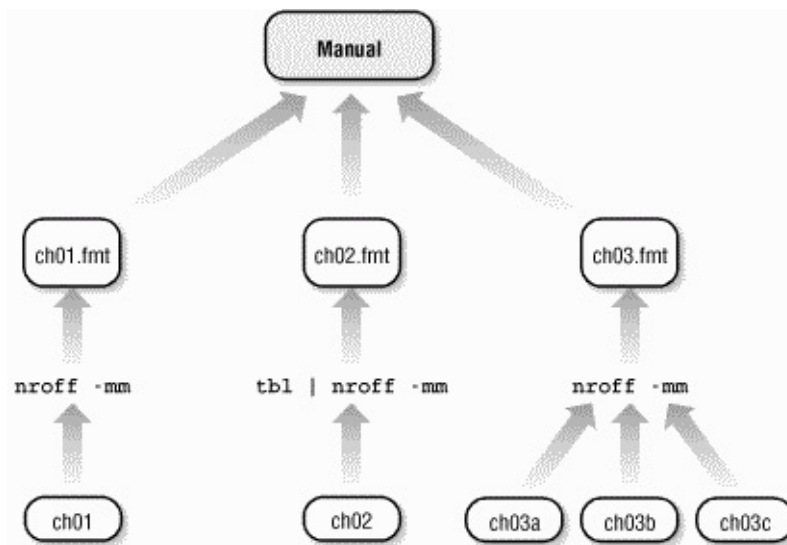 Manual
ch01.fmt
ch02.fmt
ch03.fmt
nroff -mm
tbl | nroff -mm
nroff -mm
ch01
ch02
ch03a
ch03b
ch03c